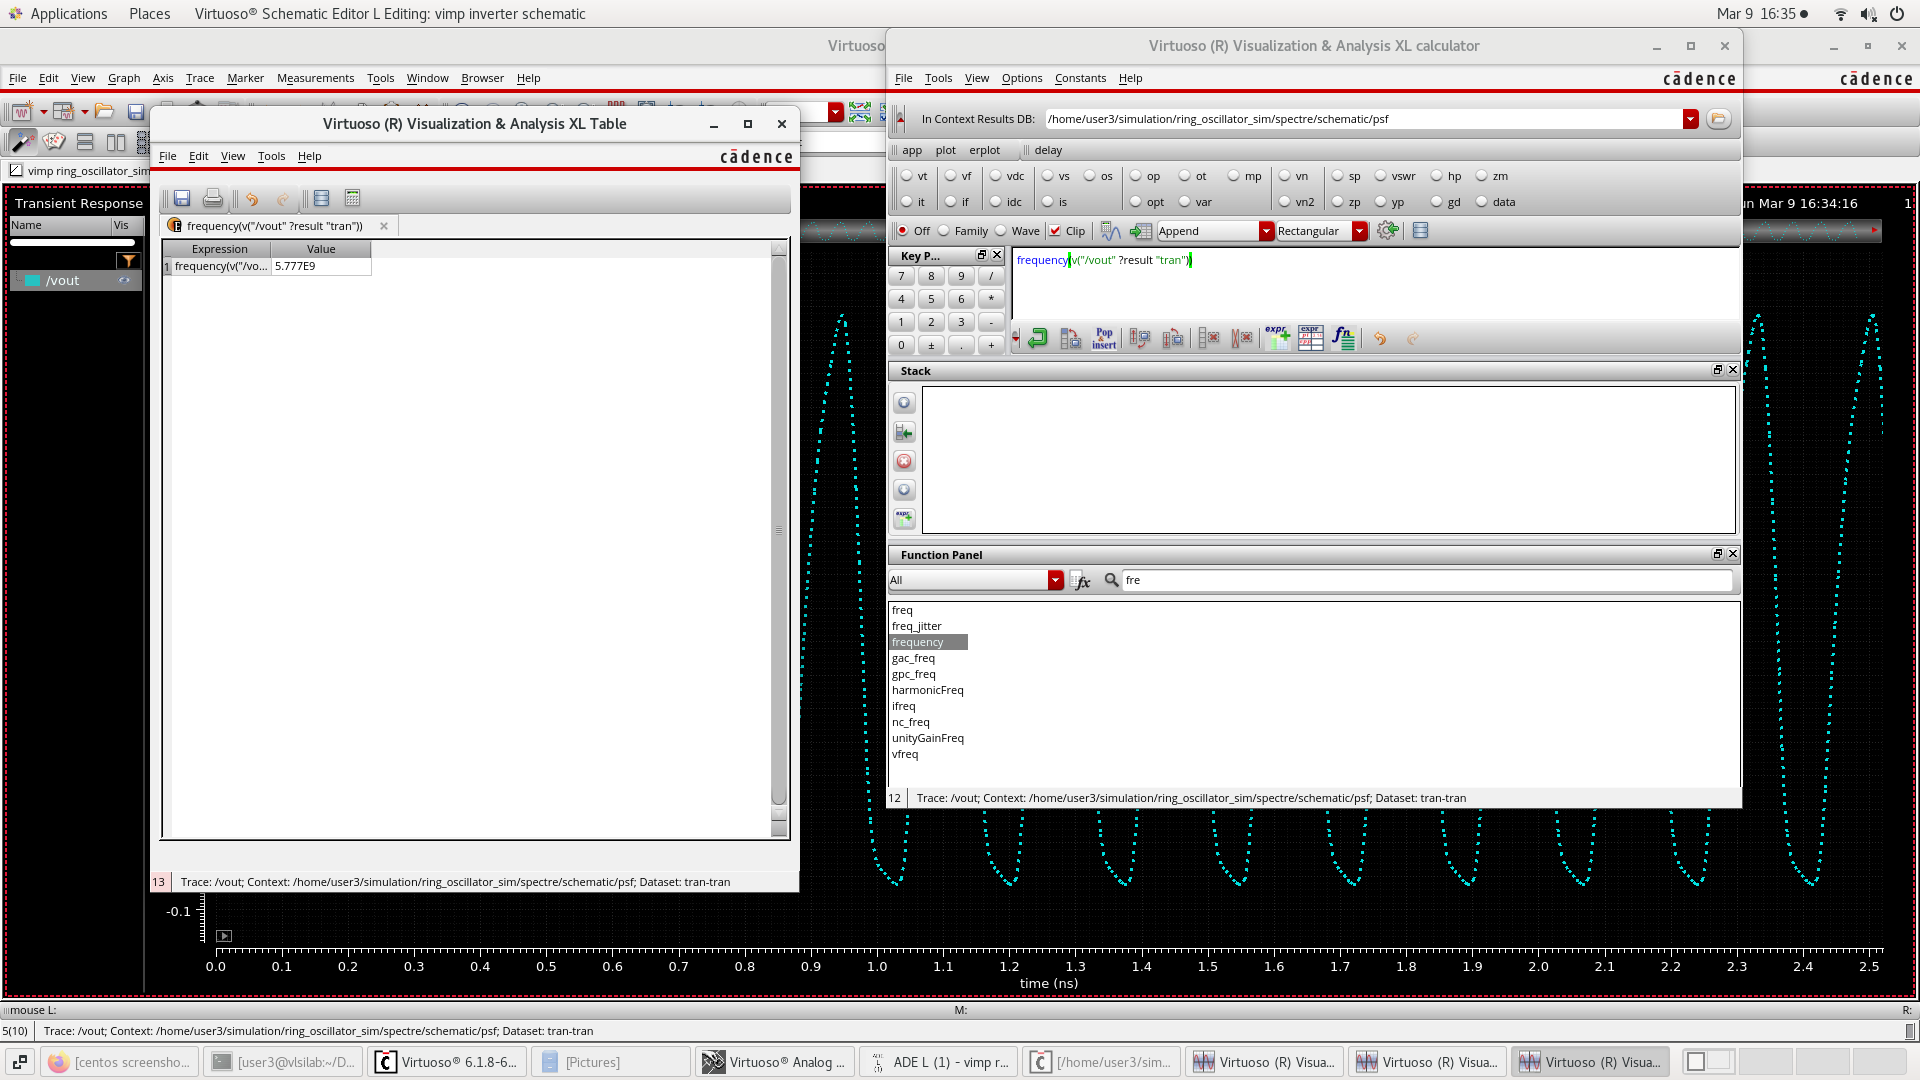 Applications Places Virtuoso® Schematic Editor L Editing: vimp inverter schematic Mar 9 16:35
Virtuoso
File Edit View Graph Axis Trace Marker Measurements Tools Window Browser Help cādence
vimp ring_oscillator_sim
Transient Response
Name Vis
/vout
un Mar 9 16:34:16 1
Virtuoso (R) Visualization & Analysis XL Table
File Edit View Tools Help cādence
frequency(v("/vout" ?result "tran"))
Expression Value
1 frequency(v("/vo... 5.777E9
13 Trace: /vout; Context: /home/user3/simulation/ring_oscillator_sim/spectre/schematic/psf; Dataset: tran-tran
Virtuoso (R) Visualization & Analysis XL calculator
File Tools View Options Constants Help cādence
In Context Results DB: /home/user3/simulation/ring_oscillator_sim/spectre/schematic/psf
app plot erplot delay
vt vf vdc vs os op ot mp vn sp vswr hp zm
it if idc is opt var vn2 zp yp gd data
Off Family Wave Clip Append Rectangular
Key P...
7 8 9 /
4 5 6 *
1 2 3 -
0 ± . +
frequency(v("/vout" ?result "tran"))
Pop insert expr expr fn
Stack
expr
Function Panel
All fx fre
freq
freq_jitter
frequency
gac_freq
gpc_freq
harmonicFreq
ifreq
nc_freq
unityGainFreq
vfreq
12 Trace: /vout; Context: /home/user3/simulation/ring_oscillator_sim/spectre/schematic/psf; Dataset: tran-tran
-0.1
0.0 0.1 0.2 0.3 0.4 0.5 0.6 0.7 0.8 0.9 1.0 1.1 1.2 1.3 1.4 1.5 1.6 1.7 1.8 1.9 2.0 2.1 2.2 2.3 2.4 2.5
time (ns)
mouse L: M: R:
5(10) Trace: /vout; Context: /home/user3/simulation/ring_oscillator_sim/spectre/schematic/psf; Dataset: tran-tran
[centos screensho... [user3@vlsilab:~/D... Virtuoso® 6.1.8-6... [Pictures] Virtuoso® Analog ... ADE L (1) - vimp r... [/home/user3/sim... Virtuoso (R) Visua... Virtuoso (R) Visua... Virtuoso (R) Visua...